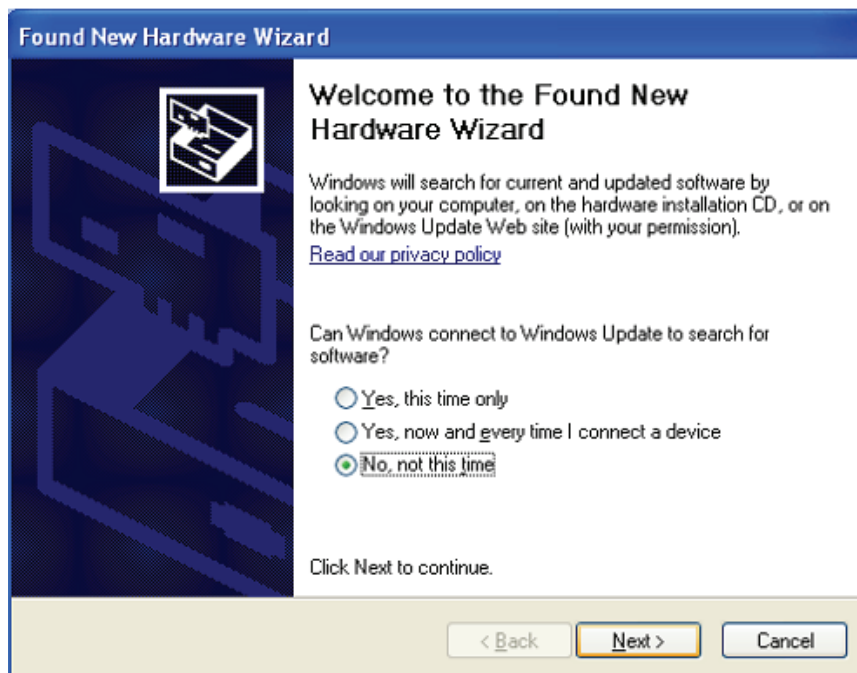 Found New Hardware Wizard
Welcome to the Found New
Hardware Wizard
Windows will search for current and updated software by
looking on your computer, on the hardware installation CD, or on
the Windows Update Web site (with your permission).
Read our privacy policy
Can Windows connect to Windows Update to search for
software?
Yes, this time only
Yes, now and every time I connect a device
No, not this time
Click Next to continue.
< Back Next > Cancel